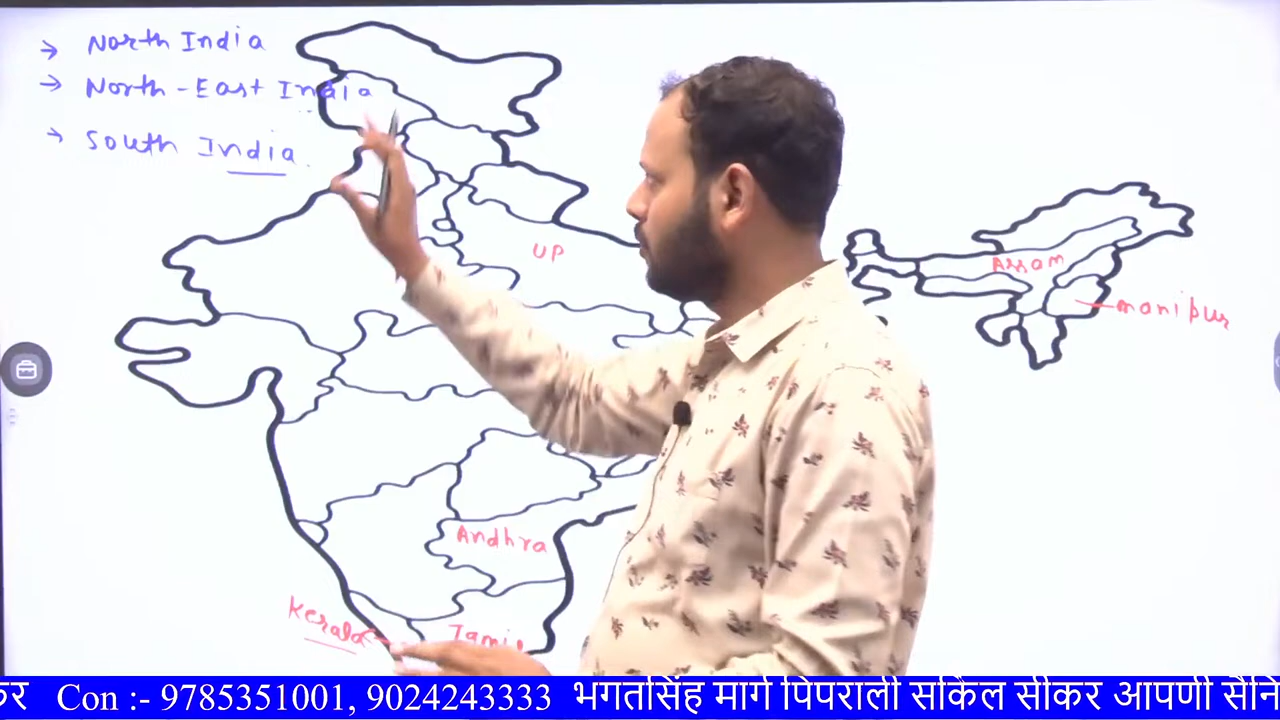 → North India
→ North-East India
→ South India
UP
Assam
manipur
Andhra
Kerala
Con :- 9785351001, 9024243333 भगतसिंह मार्ग पिपराली सर्किल सीकर आपणी